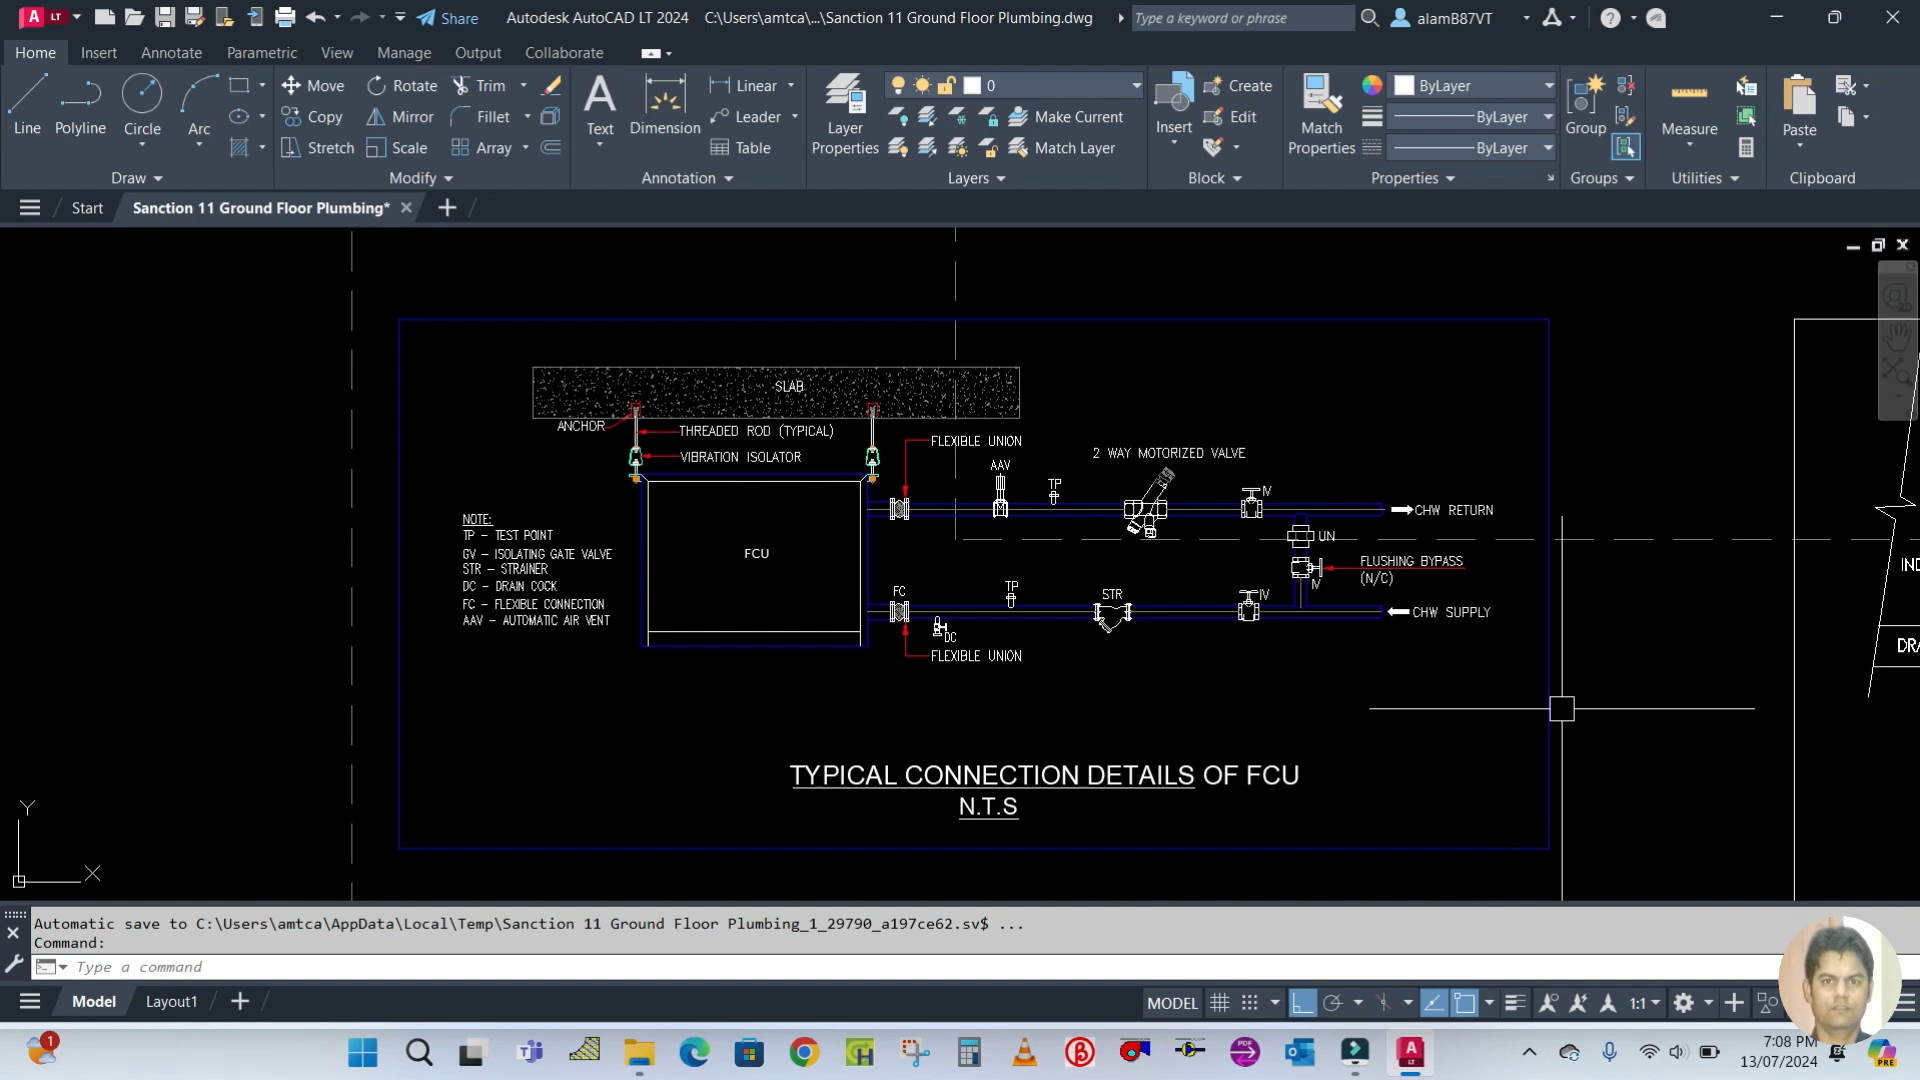 LT
Share
Autodesk AutoCAD LT 2024 C:\Users\amtca\...\Sanction 11 Ground Floor Plumbing.dwg
Type a keyword or phrase
alamB87VT
Home Insert Annotate Parametric View Manage Output Collaborate
Line Polyline Circle Arc
Move Rotate Trim
Copy Mirror Fillet
Stretch Scale Array
Text Dimension
Linear
Leader
Table
Layer Properties
0
Make Current
Match Layer
Insert
Create
Edit
Match Properties
ByLayer
ByLayer
ByLayer
Group Measure Paste
Draw Modify Annotation Layers Block Properties Groups Utilities Clipboard
Start Sanction 11 Ground Floor Plumbing*
SLAB
ANCHOR
THREADED ROD (TYPICAL)
VIBRATION ISOLATOR
FLEXIBLE UNION
AAV
TP
2 WAY MOTORIZED VALVE
IV
CHW RETURN
UN
FLUSHING BYPASS
(N/C)
IV
NOTE:
TP - TEST POINT
GV - ISOLATING GATE VALVE
STR - STRAINER
DC - DRAIN COCK
FC - FLEXIBLE CONNECTION
AAV - AUTOMATIC AIR VENT
FCU
FC
TP
STR
IV
CHW SUPPLY
DC
FLEXIBLE UNION
IND
DRA
TYPICAL CONNECTION DETAILS OF FCU
N.T.S
Y
X
Automatic save to C:\Users\amtca\AppData\Local\Temp\Sanction 11 Ground Floor Plumbing_1_29790_a197ce62.sv$ ...
Command:
Type a command
Model Layout1
MODEL
1:1
1
7:08 PM
13/07/2024